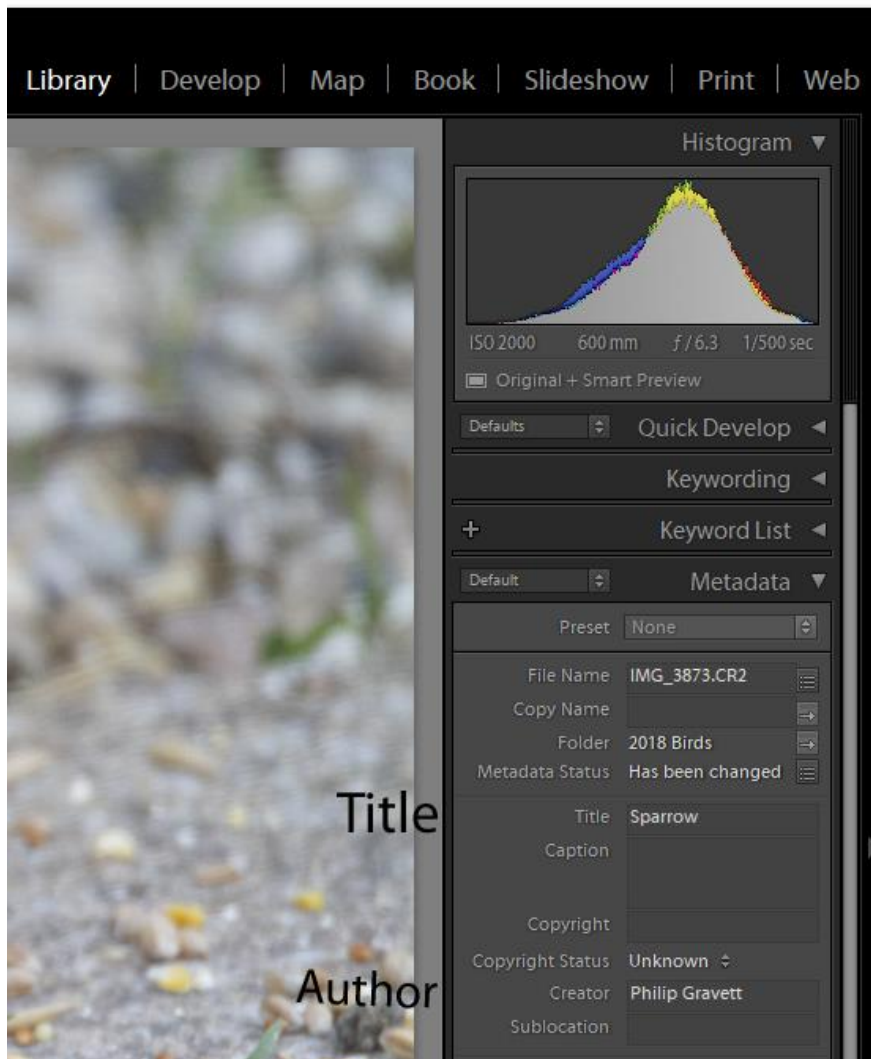 Library | Develop | Map | Book | Slideshow | Print | Web
Histogram
ISO 2000 600 mm ƒ / 6.3 1/500 sec
Original + Smart Preview
Defaults Quick Develop
Keywording
+ Keyword List
Default Metadata
Preset None
File Name IMG_3873.CR2
Copy Name
Folder 2018 Birds
Metadata Status Has been changed
Title
Title Sparrow
Caption
Copyright
Copyright Status Unknown
Author
Creator Philip Gravett
Sublocation